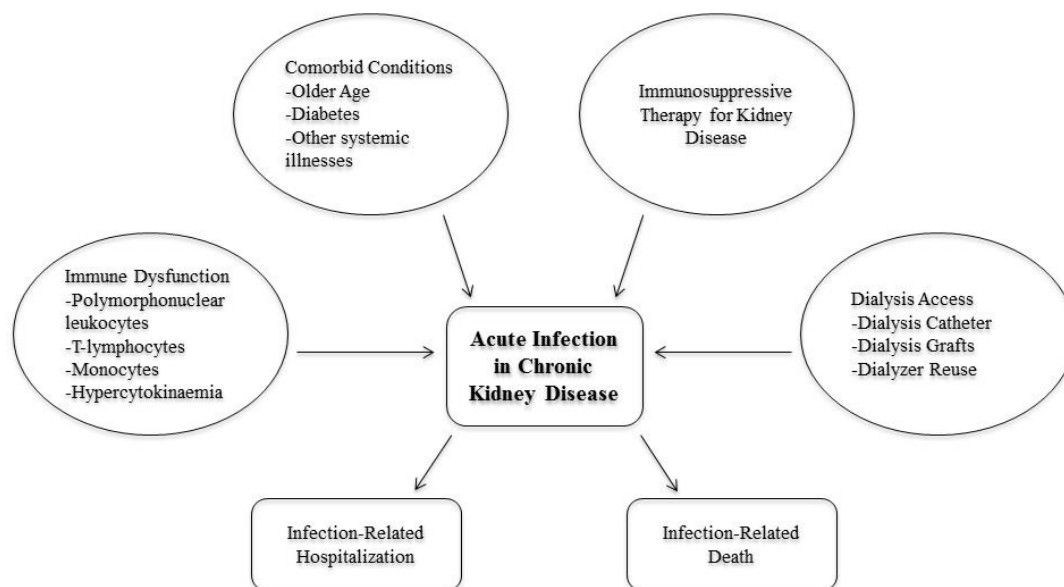 Comorbid Conditions
-Older Age
-Diabetes
-Other systemic
illnesses
Immunosuppressive
Therapy for Kidney
Disease
Immune Dysfunction
-Polymorphonuclear
leukocytes
-T-lymphocytes
-Monocytes
-Hypercytokinaemia
Acute Infection
in Chronic
Kidney Disease
Dialysis Access
-Dialysis Catheter
-Dialysis Grafts
-Dialyzer Reuse
Infection-Related
Hospitalization
Infection-Related
Death